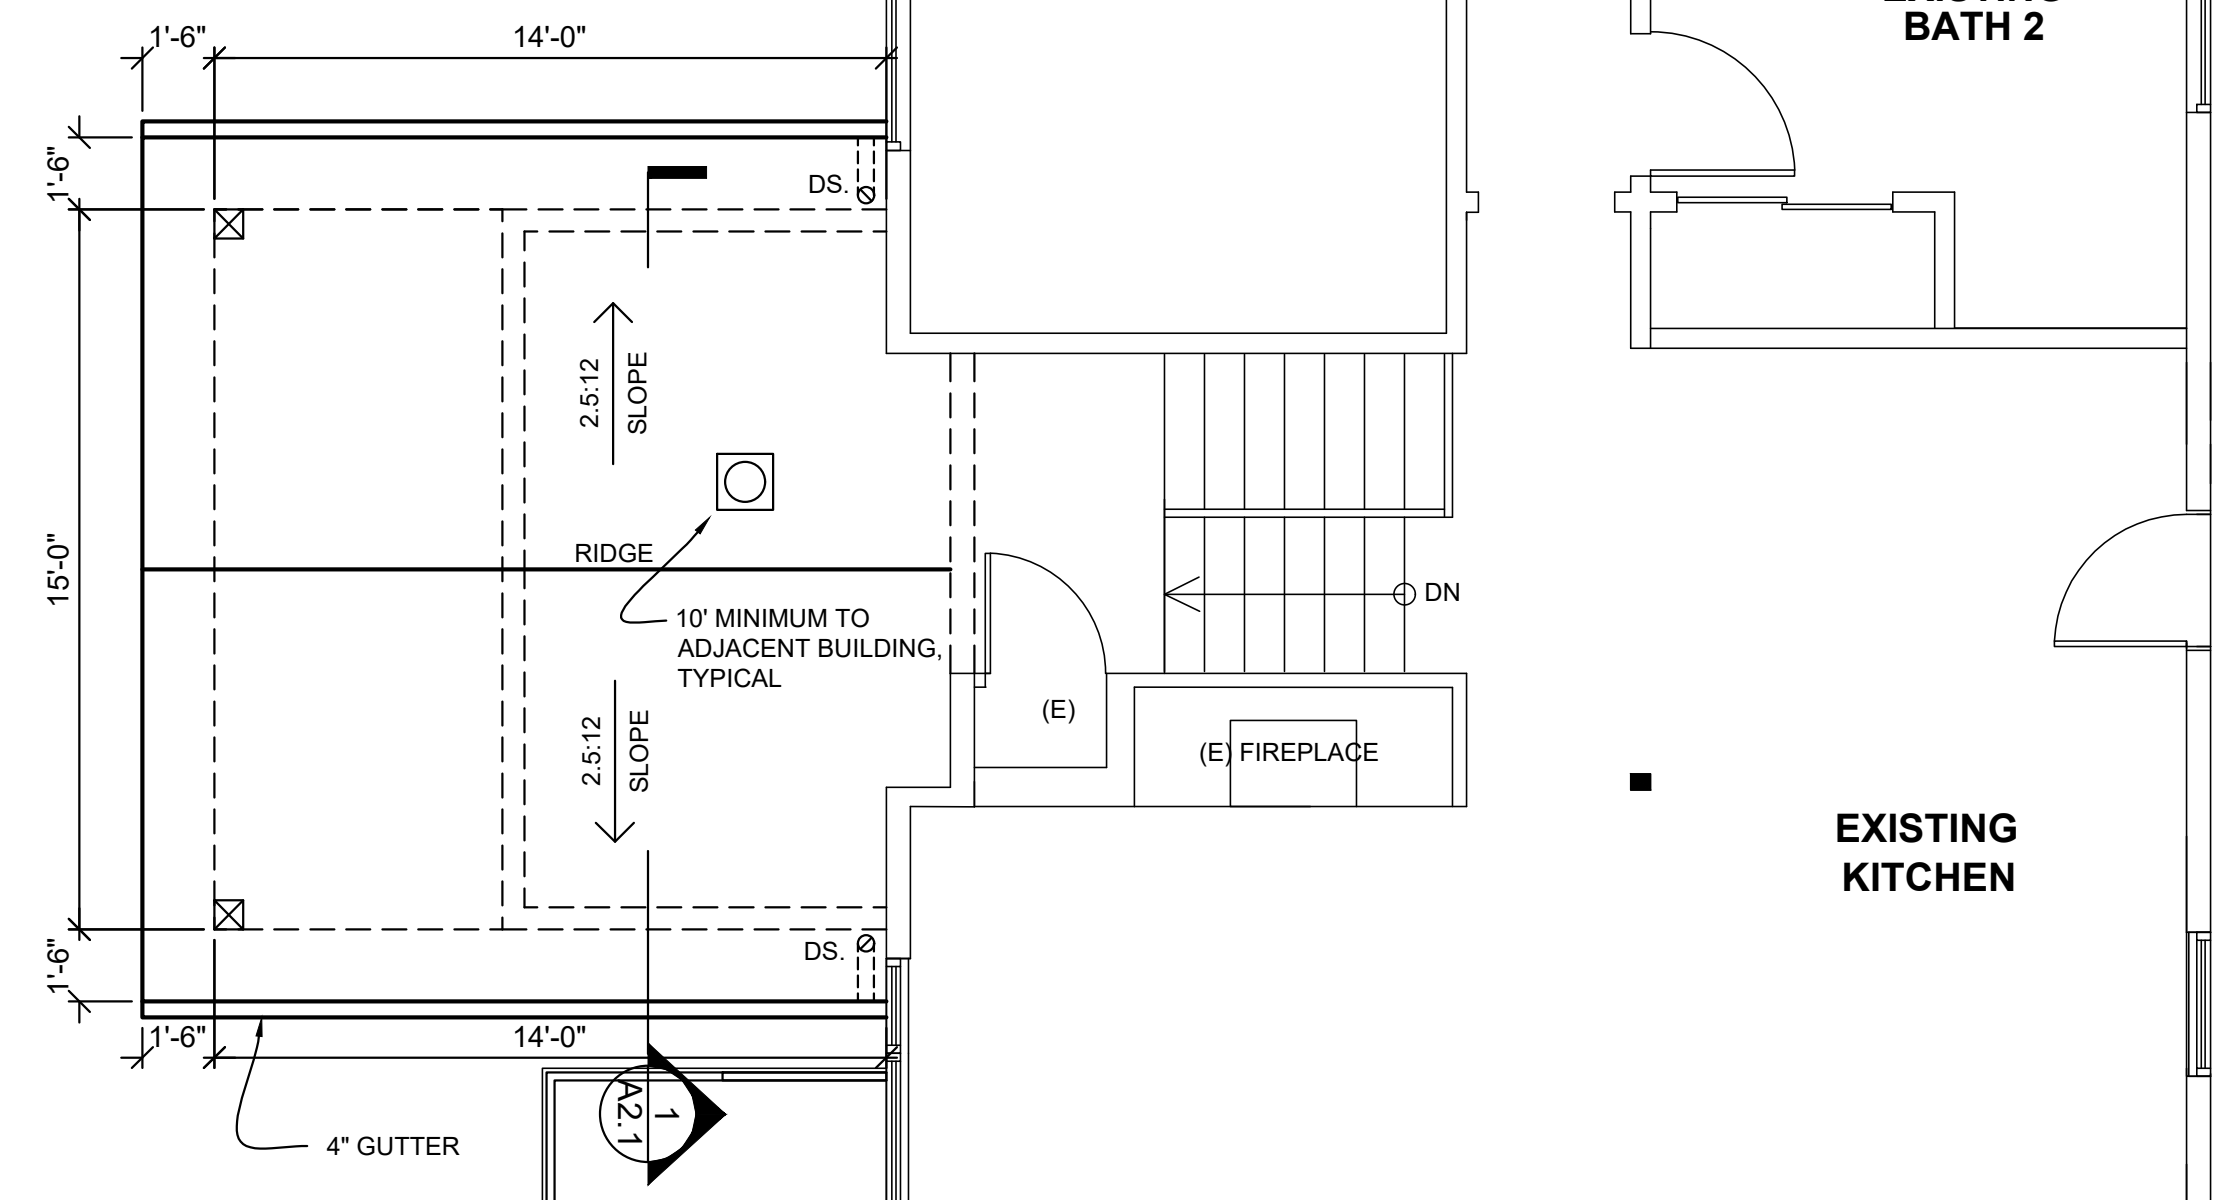 BATH 2
1'-6"
14'-0"
1'-6"
DS.
2.5:12
SLOPE
RIDGE
15'-0"
10' MINIMUM TO
ADJACENT BUILDING,
TYPICAL
DN
2.5:12
SLOPE
(E)
(E) FIREPLACE
EXISTING
KITCHEN
DS.
1'-6"
1'-6"
14'-0"
1
A2.1
4" GUTTER